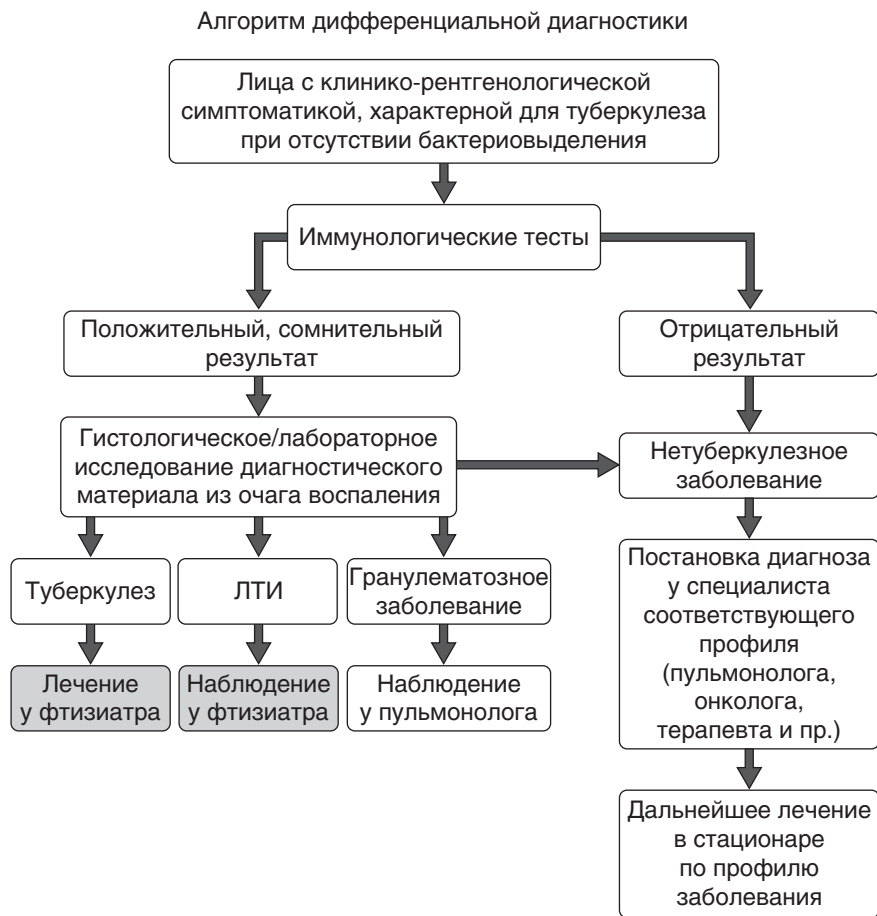 Алгоритм дифференциальной диагностики
Лица с клинико-рентгенологической
симптоматикой, характерной для туберкулеза
при отсутствии бактериовыделения
Иммунологические тесты
Положительный, сомнительный
результат
Отрицательный
результат
Гистологическое/лабораторное
исследование диагностического
материала из очага воспаления
Нетуберкулезное
заболевание
Туберкулез
ЛТИ
Гранулематозное
заболевание
Лечение
у фтизиатра
Наблюдение
у фтизиатра
Наблюдение
у пульмонолога
Постановка диагноза
у специалиста
соответствующего
профиля
(пульмонолога,
онколога,
терапевта и пр.)
Дальнейшее лечение
в стационаре
по профилю
заболевания